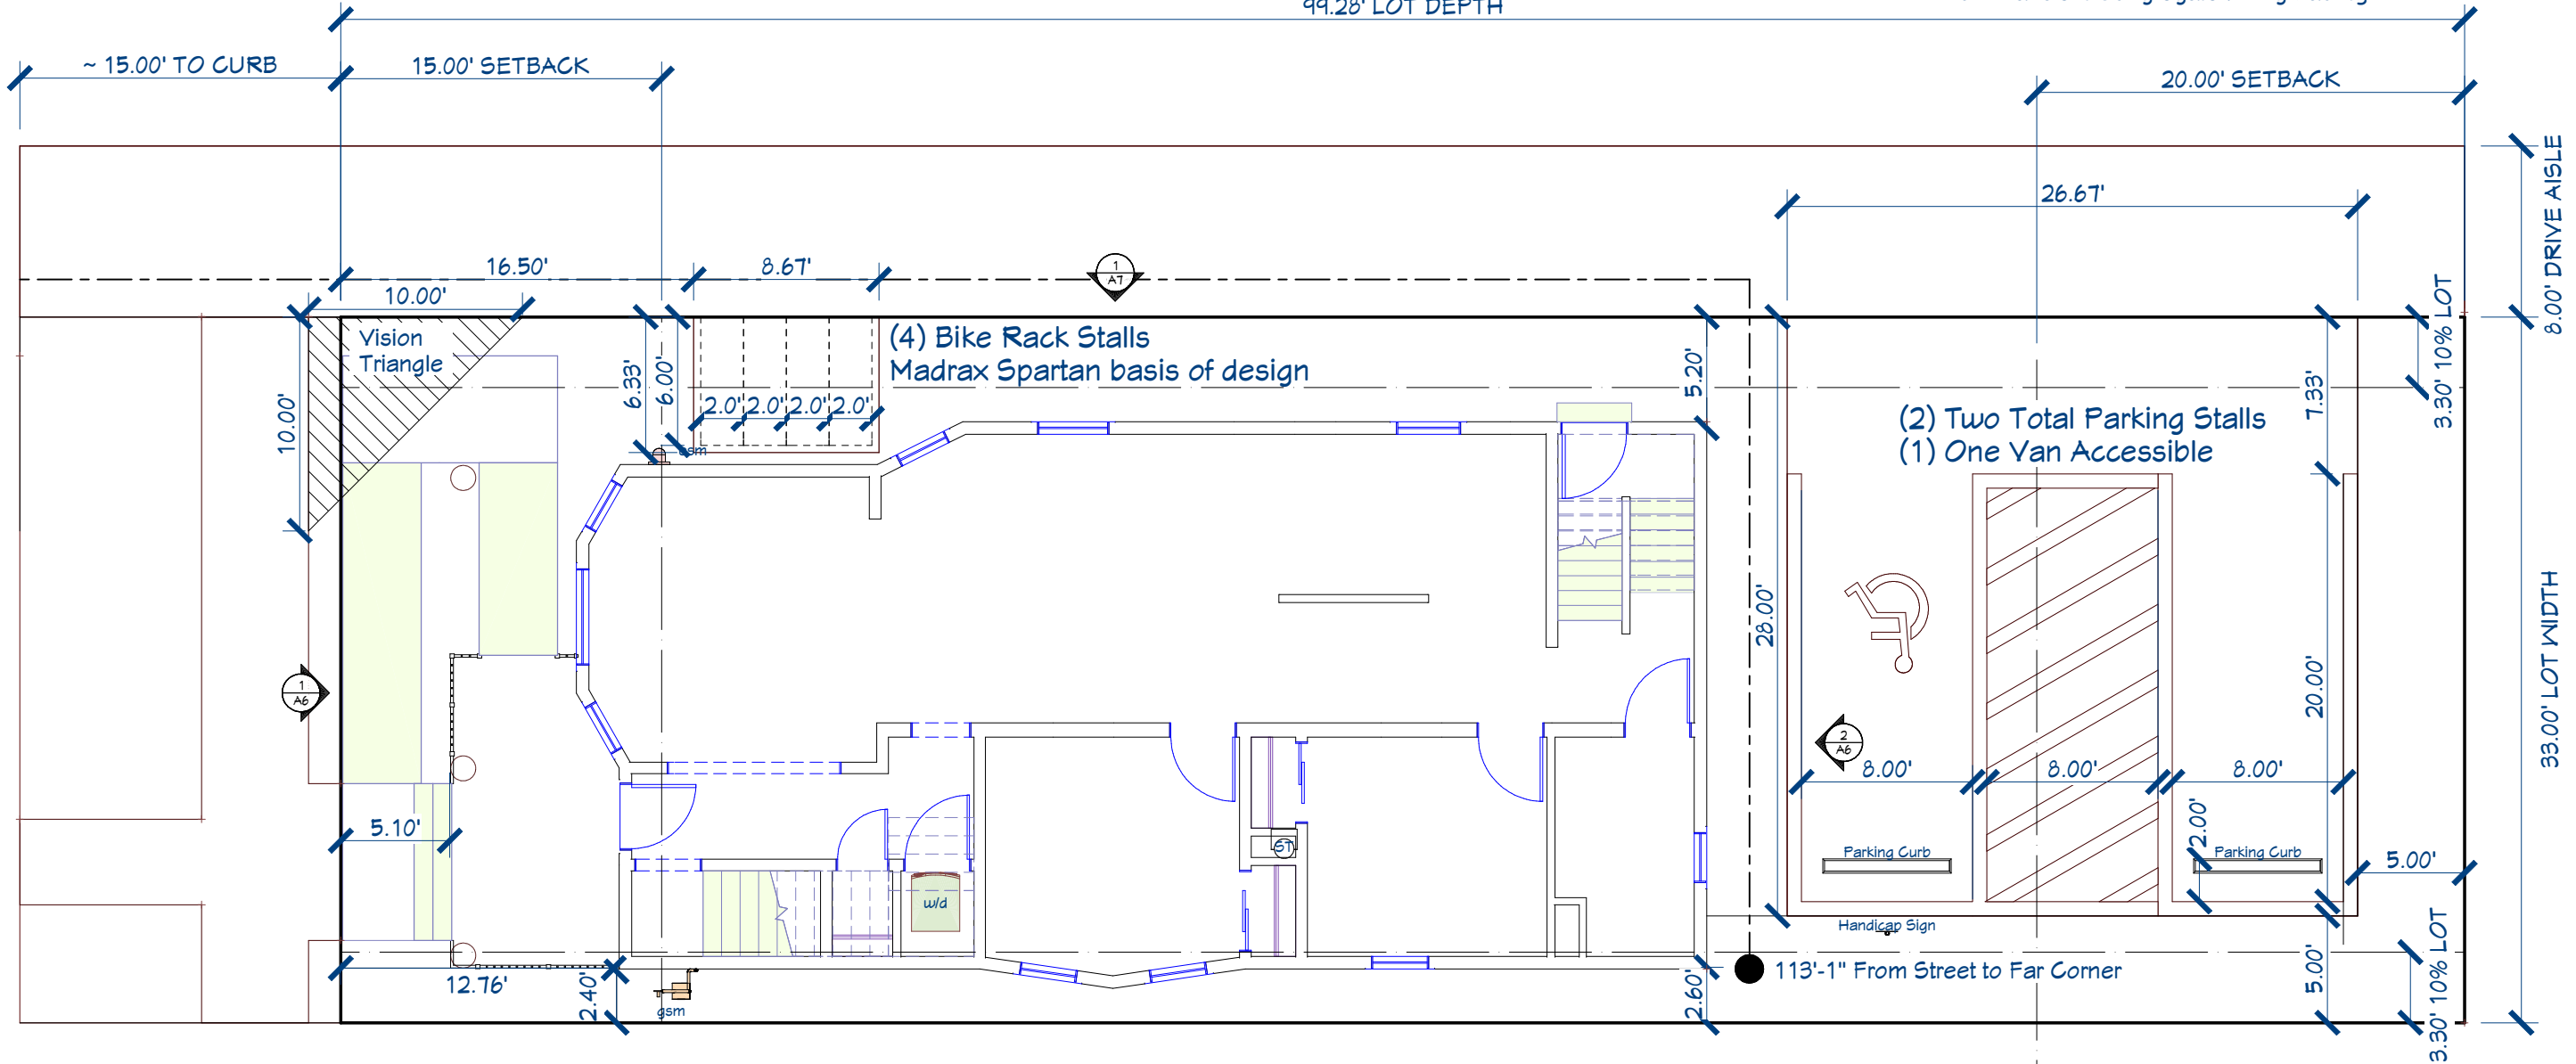 99.28' LOT DEPTH
~ 15.00' TO CURB
15.00' SETBACK
20.00' SETBACK
8.00' DRIVE AISLE
26.67'
16.50'
8.67'
1
A7
10.00'
Vision
Triangle
10.00'
6.33'
6.00'
(4) Bike Rack Stalls
Madrax Spartan basis of design
2.0' 2.0' 2.0' 2.0'
gsm
5.20'
3.30' 10% LOT
7.33'
(2) Two Total Parking Stalls
(1) One Van Accessible
28.00'
20.00'
33.00' LOT WIDTH
1
A6
2
A6
8.00'
8.00'
8.00'
2.00'
5.10'
ST
Parking Curb
Parking Curb
5.00'
w/d
Handicap Sign
12.76'
2.40'
gsm
2.60'
113'-1" From Street to Far Corner
5.00'
3.30' 10% LOT